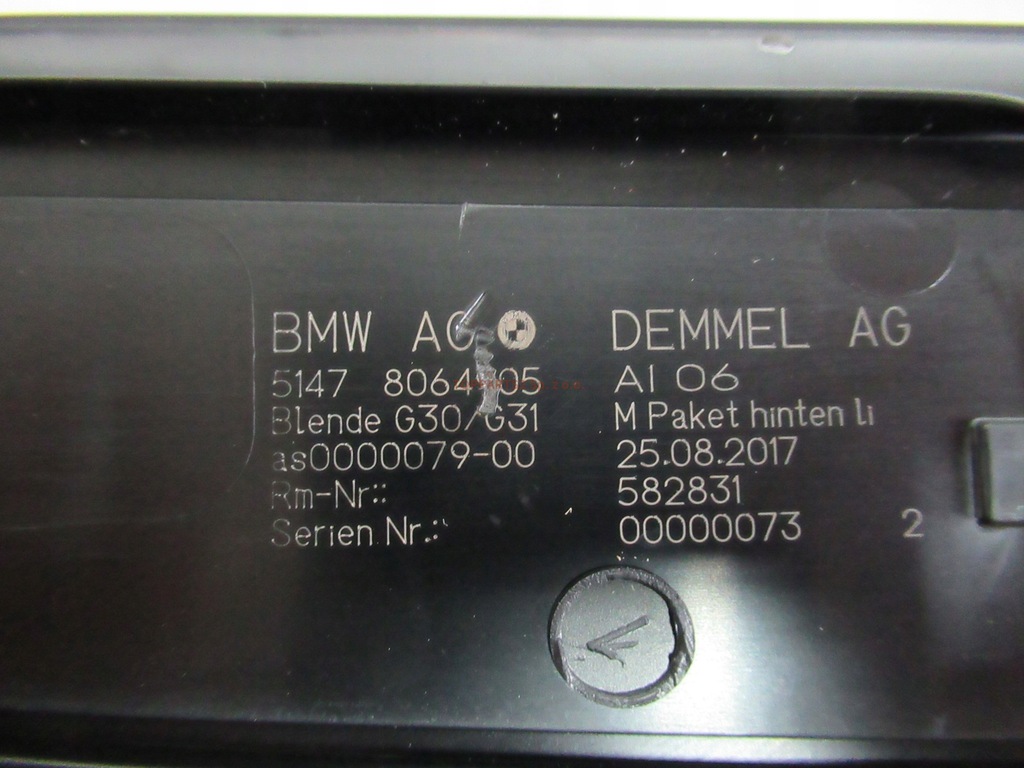 BMW AG DEMMEL AG
5147 AI 06
Blende G30/G31 M Paket hinten li
as0000079-00 25.08.2017
Rm-Nr.: 582831
Serien Nr.: 00000073 2